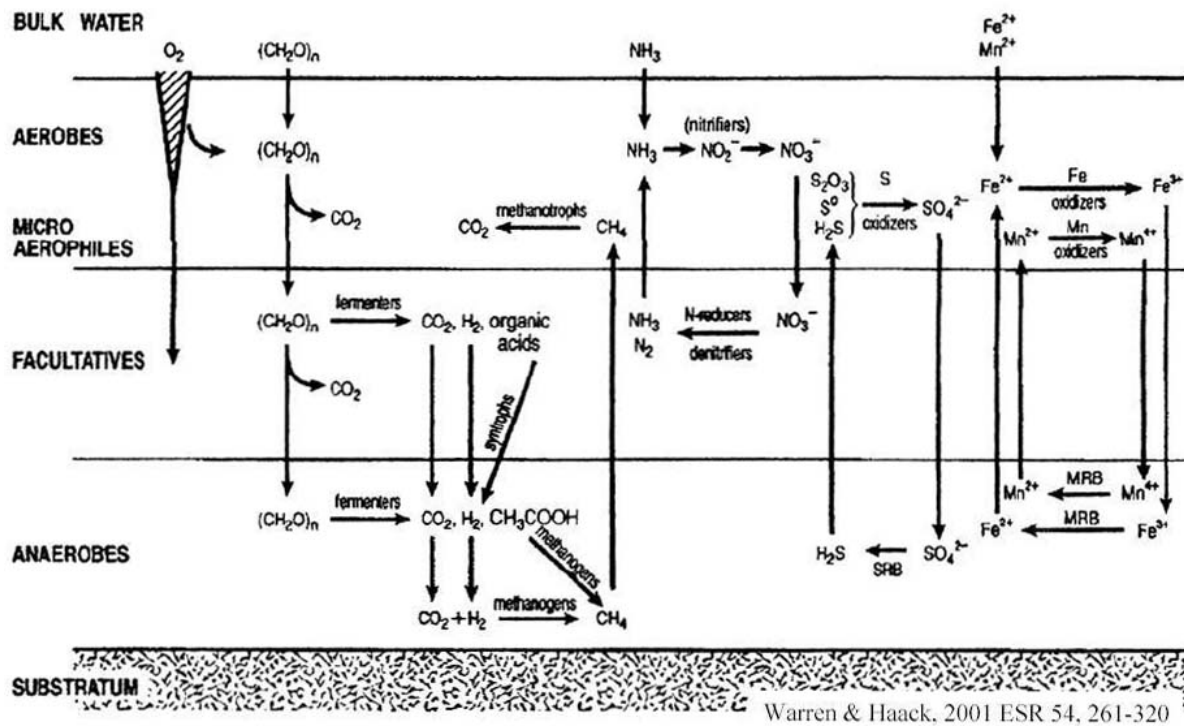 BULK WATER
O₂
(CH₂O)ₙ
NH₃
Fe²⁺
Mn²⁺
AEROBES
(CH₂O)ₙ
NH₃
(nitrifiers)
NO₂⁻
NO₃⁻
S₂O₃
S⁰
H₂S
S
oxidizers
SO₄²⁻
Fe²⁺
Fe
oxidizers
Fe³⁺
CO₂
MICRO
AEROPHILES
CO₂
methanotrophs
CH₄
Mn²⁺
Mn
oxidizers
Mn⁴⁺
(CH₂O)ₙ
fermenters
CO₂, H₂, organic
acids
NH₃
N₂
N-reducers
denitrifiers
NO₃⁻
FACULTATIVES
CO₂
syntrophs
(CH₂O)ₙ
fermenters
CO₂, H₂, CH₃COOH
Mn²⁺
MRB
Mn⁴⁺
Fe²⁺
MRB
Fe³⁺
ANAEROBES
methanogens
H₂S
SRB
SO₄²⁻
CO₂+H₂
methanogens
CH₄
SUBSTRATUM
Warren & Haack, 2001 ESR 54, 261-320